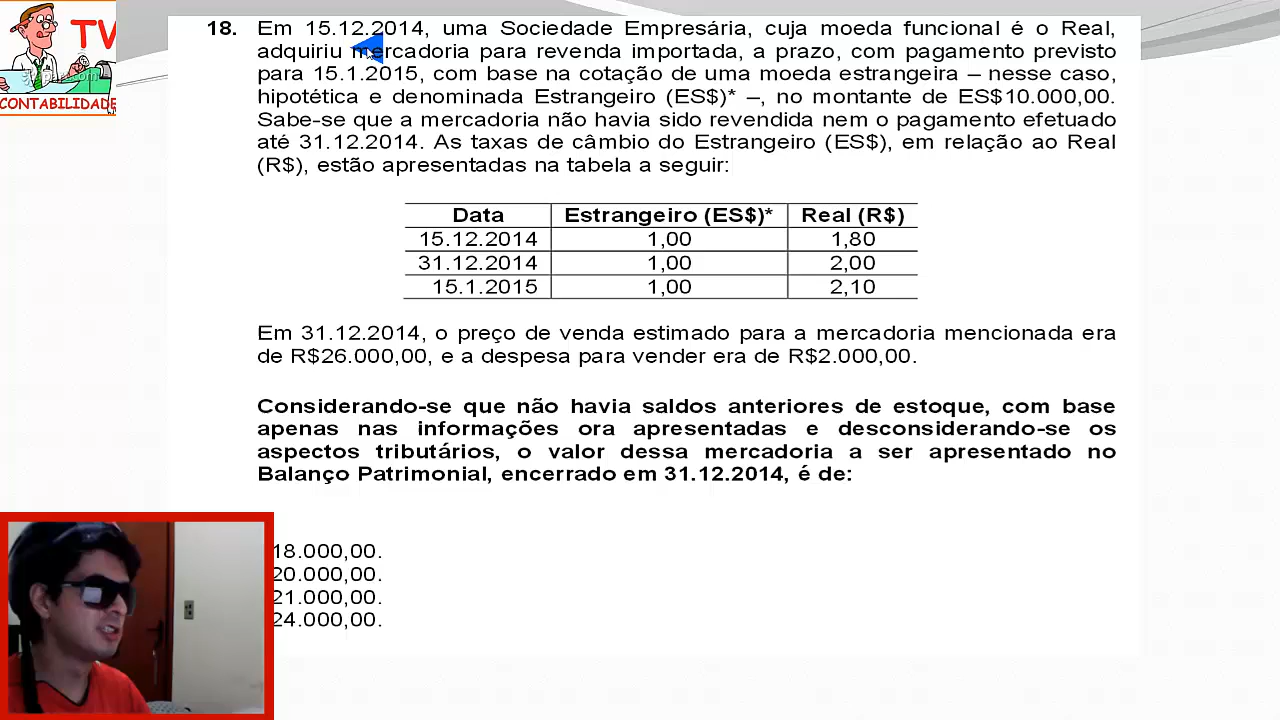 TV
CONTABILIDADE
18. Em 15.12.2014, uma Sociedade Empresária, cuja moeda funcional é o Real,
adquiriu mercadoria para revenda importada, a prazo, com pagamento previsto
para 15.1.2015, com base na cotação de uma moeda estrangeira – nesse caso,
hipotética e denominada Estrangeiro (ES$)* –, no montante de ES$10.000,00.
Sabe-se que a mercadoria não havia sido revendida nem o pagamento efetuado
até 31.12.2014. As taxas de câmbio do Estrangeiro (ES$), em relação ao Real
(R$), estão apresentadas na tabela a seguir:
Data Estrangeiro (ES$)* Real (R$)
15.12.2014 1,00 1,80
31.12.2014 1,00 2,00
15.1.2015 1,00 2,10
Em 31.12.2014, o preço de venda estimado para a mercadoria mencionada era
de R$26.000,00, e a despesa para vender era de R$2.000,00.
Considerando-se que não havia saldos anteriores de estoque, com base
apenas nas informações ora apresentadas e desconsiderando-se os
aspectos tributários, o valor dessa mercadoria a ser apresentado no
Balanço Patrimonial, encerrado em 31.12.2014, é de:
18.000,00.
20.000,00.
21.000,00.
24.000,00.